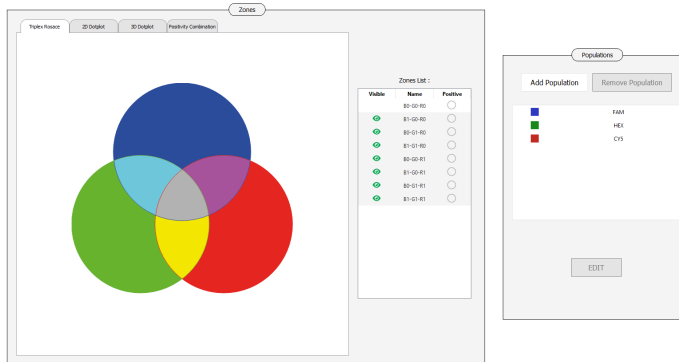 Zones
Triplex Rosace 2D Dotplot 3D Dotplot Positivity Combination
Zones List :
Visible Name Positive
B0-G0-R0
B1-G0-R0
B0-G1-R0
B1-G1-R0
B0-G0-R1
B1-G0-R1
B0-G1-R1
B1-G1-R1
Populations
Add Population Remove Population
FAM
HEX
CY5
EDIT